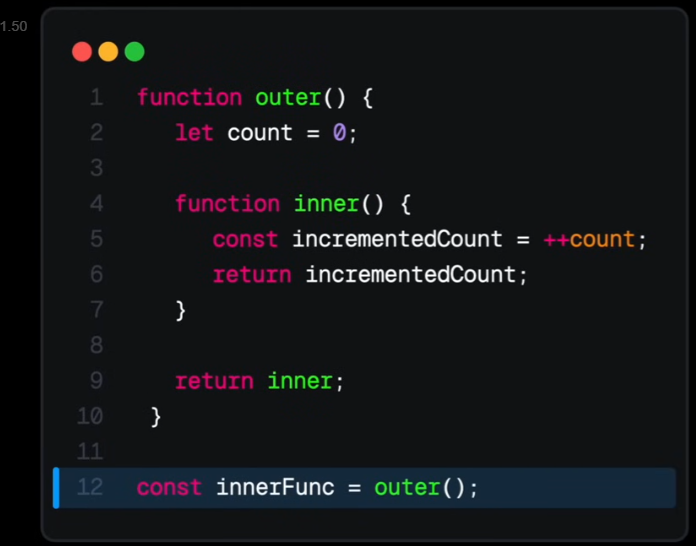 1.50
1 function outer() {
2 let count = 0;
3
4 function inner() {
5 const incrementedCount = ++count;
6 return incrementedCount;
7 }
8
9 return inner;
10 }
11
12 const innerFunc = outer();